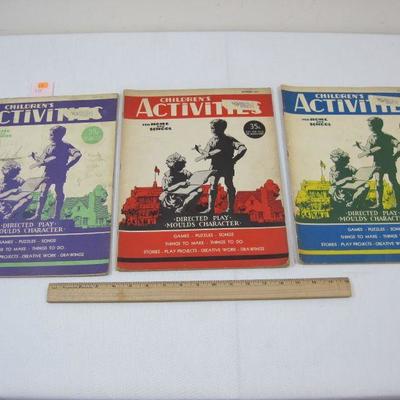 CHILDREN'S
ACTIVITIES
DIRECTED PLAY
MOULDS CHARACTER
GAMES - PUZZLES - SONGS
THINGS TO MAKE - THINGS TO DO
PROJECTS - CREATIVE WORK - DRAWINGS
CHILDREN'S
ACTIVITIES
FOR HOME
AND SCHOOL
35¢
· DIRECTED PLAY ·
MOULDS CHARACTER ·
GAMES - PUZZLES - SONGS
THINGS TO MAKE - THINGS TO DO
STORIES - PLAY PROJECTS - CREATIVE WORK - DRAWINGS
CHILDREN'S
ACTIVITIES
FOR HOME
AND SCHOOL
· DIRECTED PLAY ·
MOULDS CHARACTER ·
GAMES - PUZZLES - SONGS
THINGS TO MAKE - THINGS TO DO
STORIES - PLAY PROJECTS - CREATIVE WORK - DRAWINGS